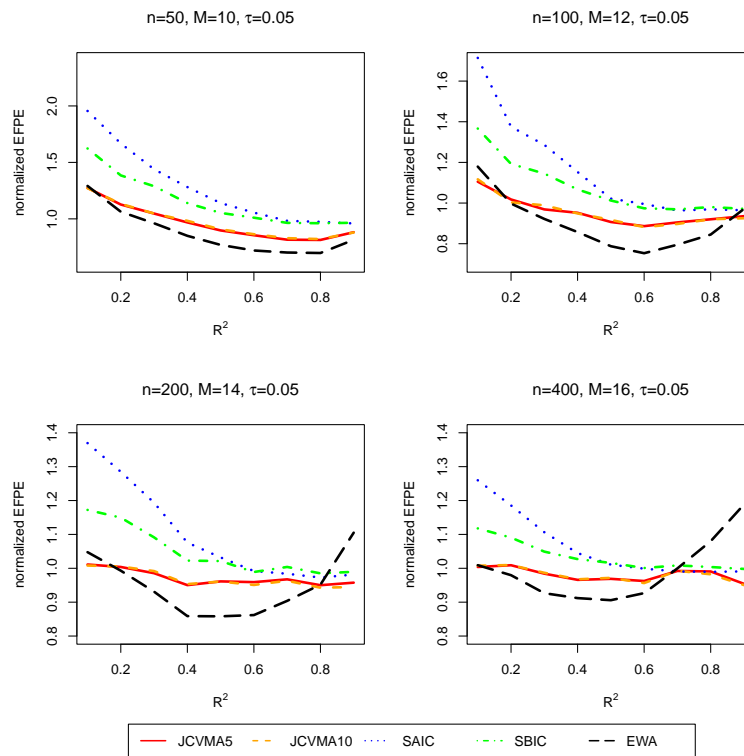 n=50, M=10, τ=0.05
normalized EFPE
1.0 1.5 2.0
0.2 0.4 0.6 0.8
R²
n=100, M=12, τ=0.05
normalized EFPE
0.8 1.0 1.2 1.4 1.6
0.2 0.4 0.6 0.8
R²
n=200, M=14, τ=0.05
normalized EFPE
0.8 0.9 1.0 1.1 1.2 1.3 1.4
0.2 0.4 0.6 0.8
R²
n=400, M=16, τ=0.05
normalized EFPE
0.8 0.9 1.0 1.1 1.2 1.3 1.4
0.2 0.4 0.6 0.8
R²
JCVMA5 JCVMA10 SAIC SBIC EWA